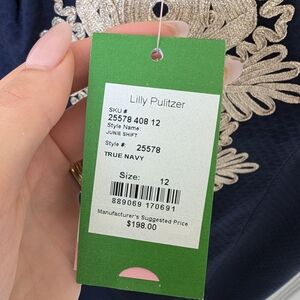 Lilly Pulitzer
SKU #
25578 408 12
Style Name:
JUNIE SHIFT
Style #: 25578
TRUE NAVY
Size: 12
889069 170691
Manufacturer's Suggested Price
$198.00